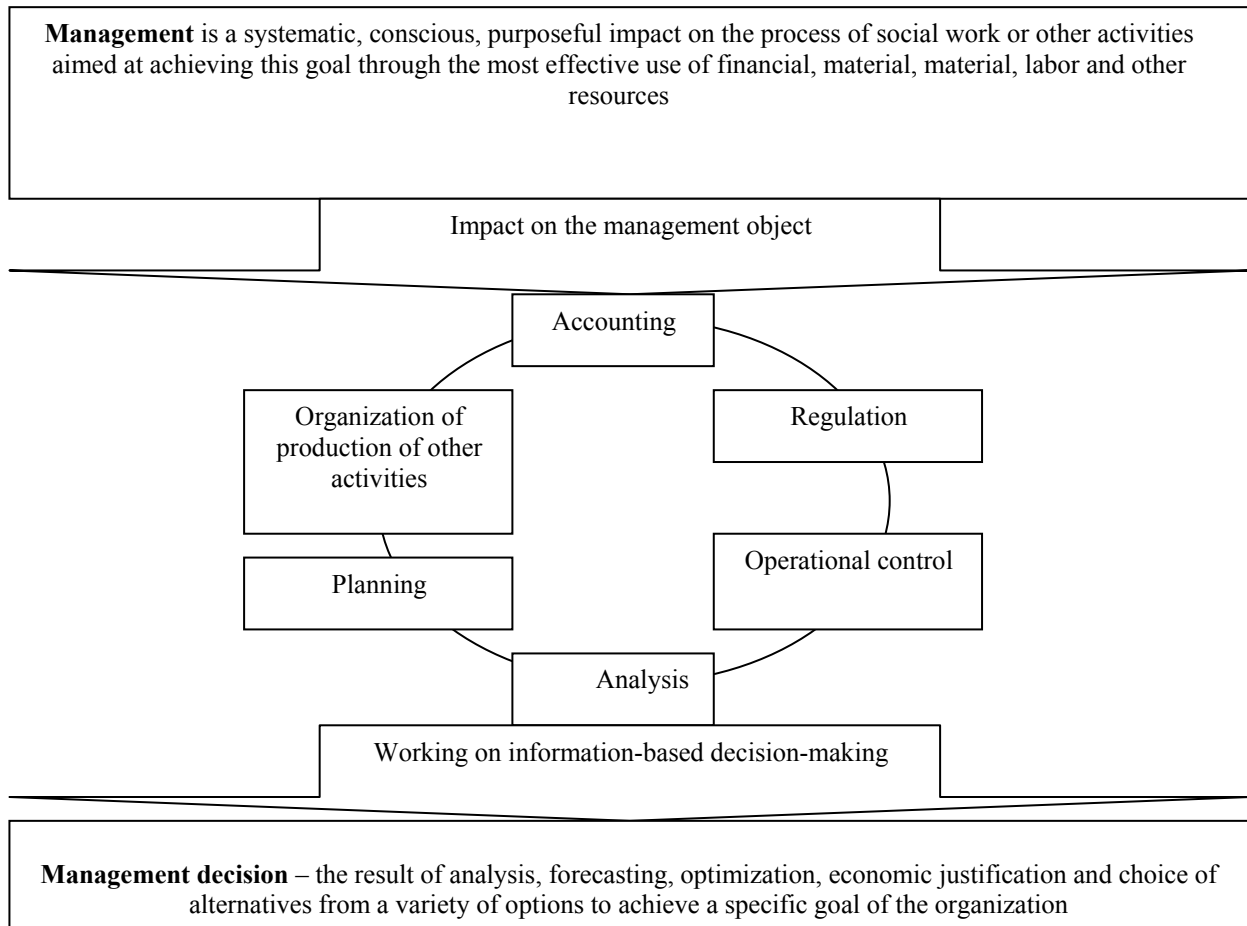 Management is a systematic, conscious, purposeful impact on the process of social work or other activities
aimed at achieving this goal through the most effective use of financial, material, material, labor and other
resources
Impact on the management object
Accounting
Organization of
production of other
activities
Regulation
Planning
Operational control
Analysis
Working on information-based decision-making
Management decision – the result of analysis, forecasting, optimization, economic justification and choice of
alternatives from a variety of options to achieve a specific goal of the organization